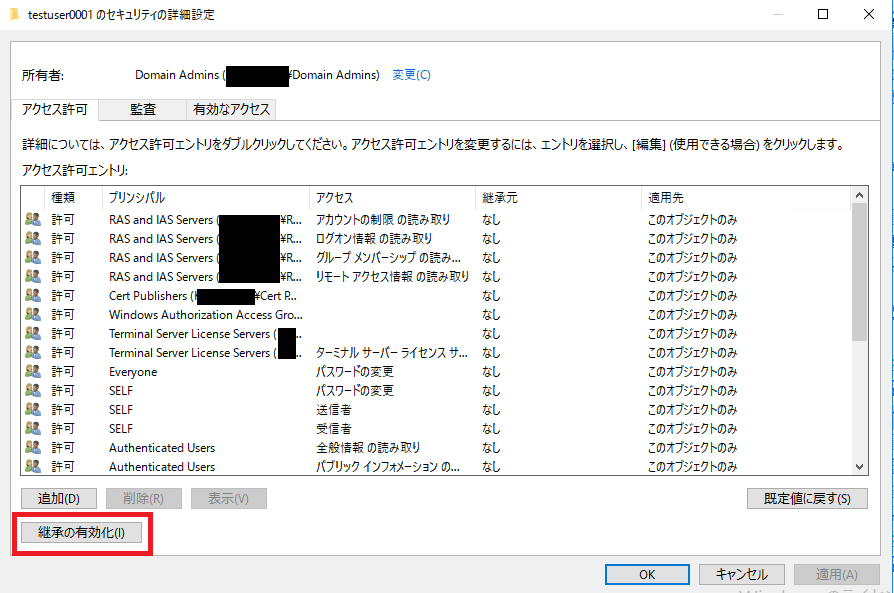 testuser0001 のセキュリティの詳細設定
所有者: Domain Admins ( ¥Domain Admins) 変更(C)
アクセス許可 監査 有効なアクセス
詳細については、アクセス許可エントリをダブルクリックしてください。アクセス許可エントリを変更するには、エントリを選択し、[編集] (使用できる場合) をクリックします。
アクセス許可エントリ:
種類 プリンシパル アクセス 継承元 適用先
許可 RAS and IAS Servers ( ¥R... アカウントの制限 の読み取り なし このオブジェクトのみ
許可 RAS and IAS Servers ( ¥R... ログオン情報 の読み取り なし このオブジェクトのみ
許可 RAS and IAS Servers ( ¥R... グループ メンバーシップ の読み... なし このオブジェクトのみ
許可 RAS and IAS Servers ( ¥R... リモート アクセス情報 の読み取り なし このオブジェクトのみ
許可 Cert Publishers ( ¥Cert P... なし このオブジェクトのみ
許可 Windows Authorization Access Gro... なし このオブジェクトのみ
許可 Terminal Server License Servers ( ... なし このオブジェクトのみ
許可 Terminal Server License Servers ( ... ターミナル サーバー ライセンス サ... なし このオブジェクトのみ
許可 Everyone パスワードの変更 なし このオブジェクトのみ
許可 SELF パスワードの変更 なし このオブジェクトのみ
許可 SELF 送信者 なし このオブジェクトのみ
許可 SELF 受信者 なし このオブジェクトのみ
許可 Authenticated Users 全般情報 の読み取り なし このオブジェクトのみ
許可 Authenticated Users パブリック インフォメーション の... なし このオブジェクトのみ
追加(D) 削除(R) 表示(V) 既定値に戻す(S)
継承の有効化(I)
OK キャンセル 適用(A)